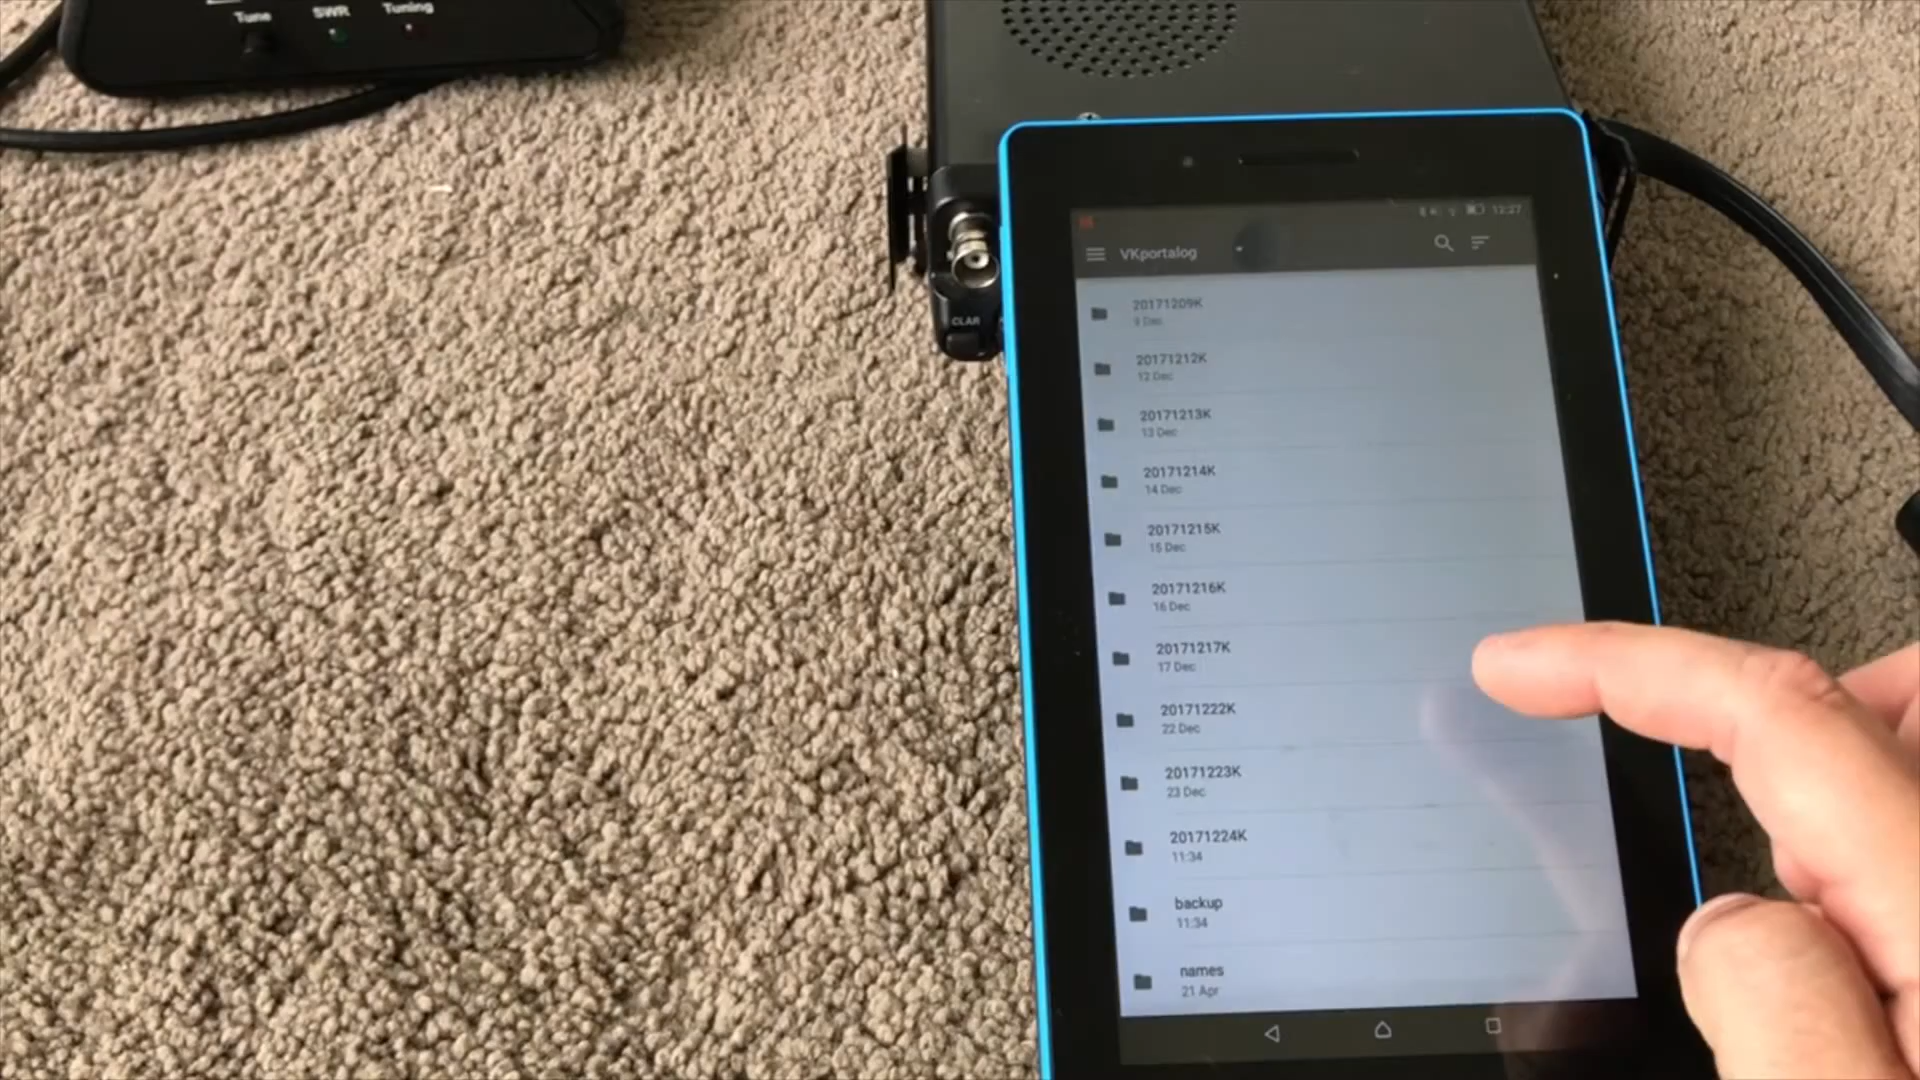 Tune SWR Tuning
12:27
VKportalog
CLAR
20171209K
9 Dec
20171212K
12 Dec
20171213K
13 Dec
20171214K
14 Dec
20171215K
15 Dec
20171216K
16 Dec
20171217K
17 Dec
20171222K
22 Dec
20171223K
23 Dec
20171224K
11:34
backup
11:34
names
21 Apr